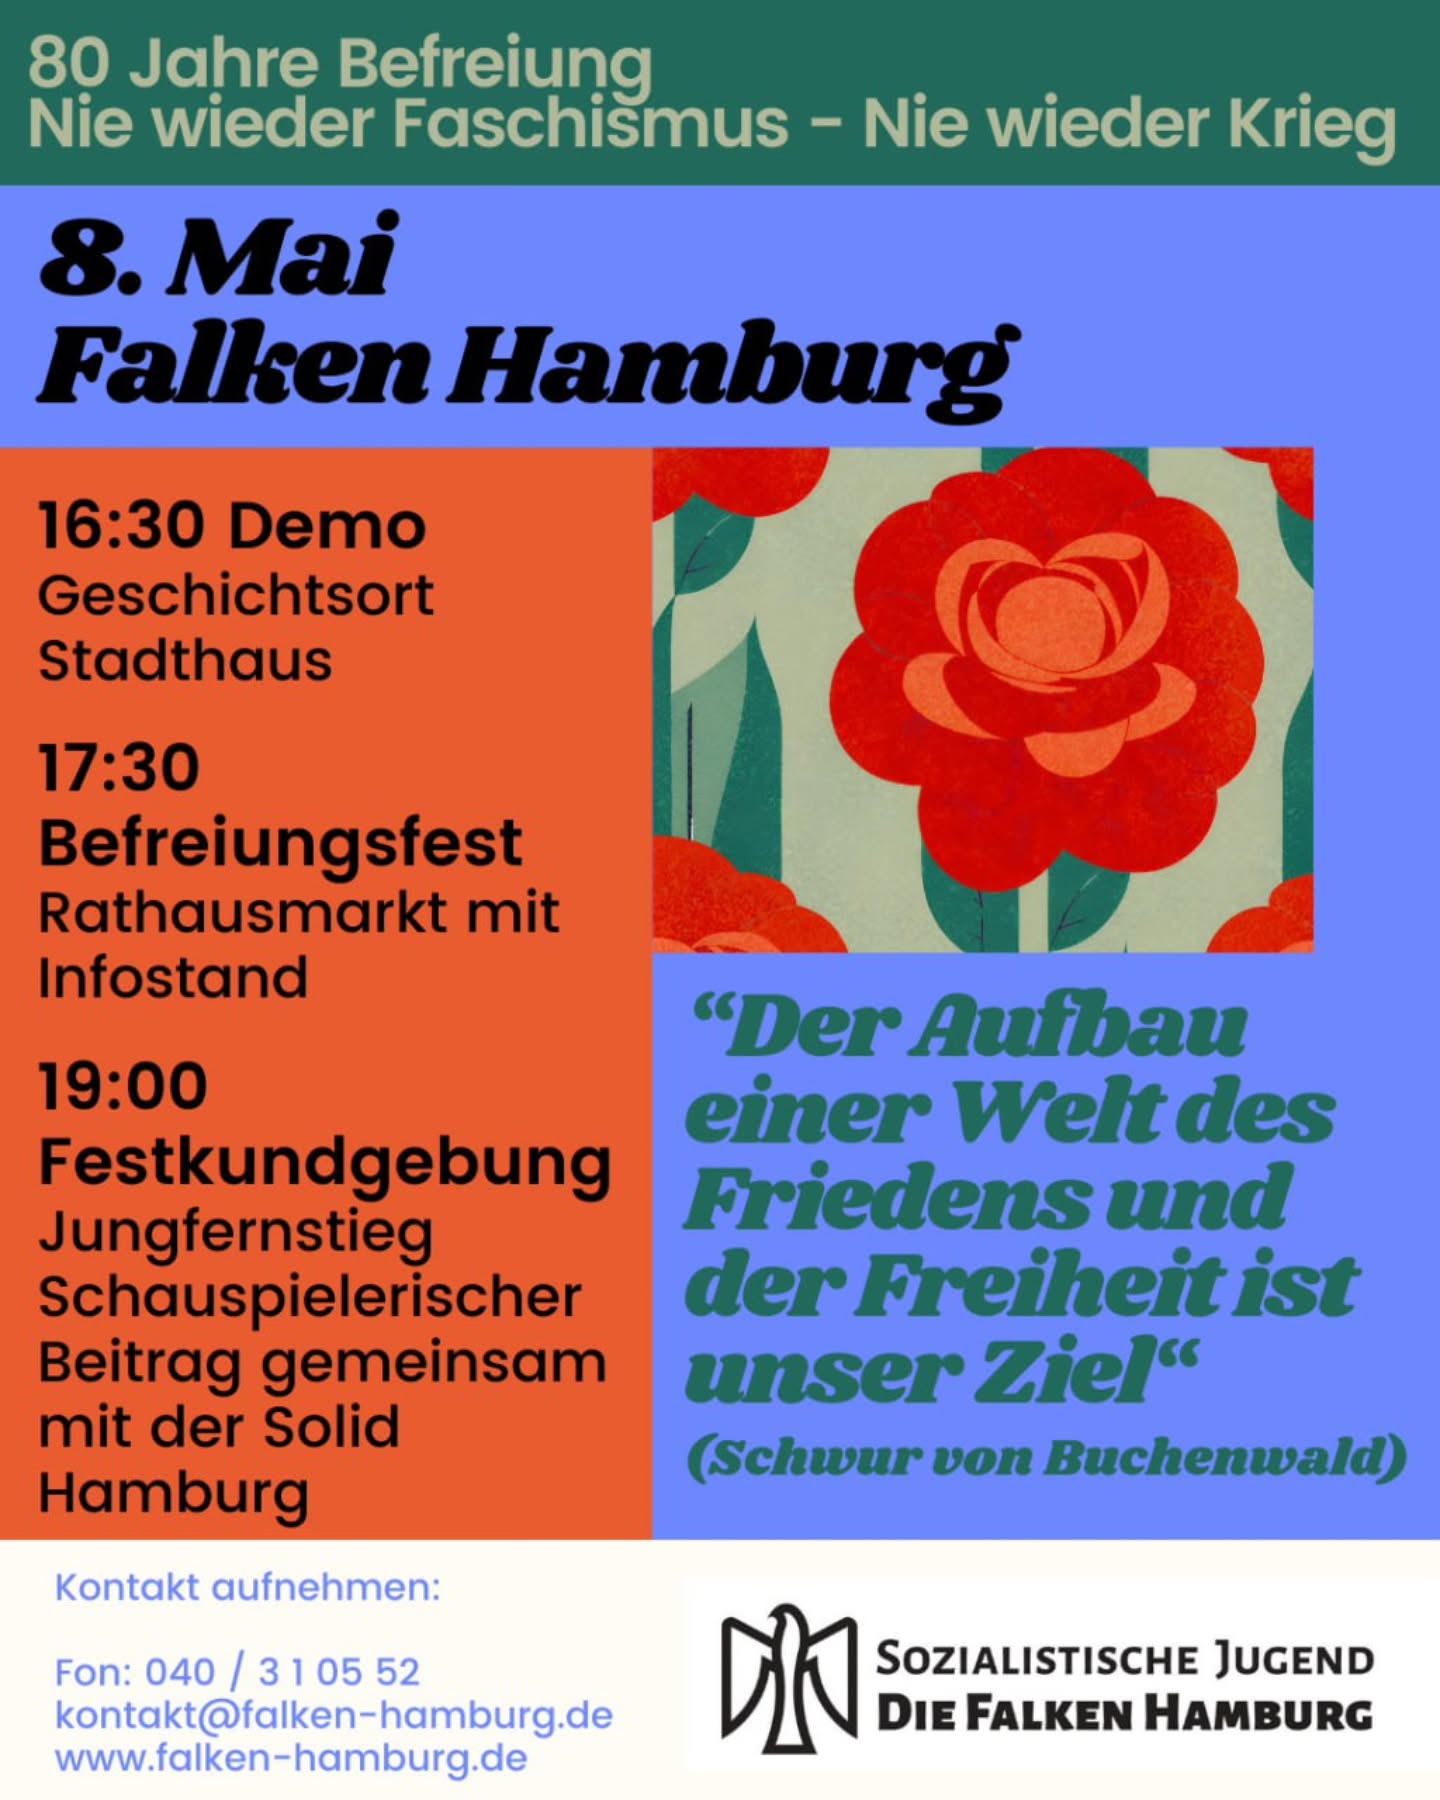 80 Jahre Befreiung
Nie wieder Faschismus - Nie wieder Krieg
8. Mai
Falken Hamburg
16:30 Demo
Geschichtsort
Stadthaus
17:30
Befreiungsfest
Rathausmarkt mit
Infostand
19:00
Festkundgebung
Jungfernstieg
Schauspielerischer
Beitrag gemeinsam
mit der Solid
Hamburg
“Der Aufbau
einer Welt des
Friedens und
der Freiheit ist
unser Ziel“
(Schwur von Buchenwald)
Kontakt aufnehmen:
Fon: 040 / 3 1 05 52
kontakt@falken-hamburg.de
www.falken-hamburg.de
SOZIALISTISCHE JUGEND
DIE FALKEN HAMBURG